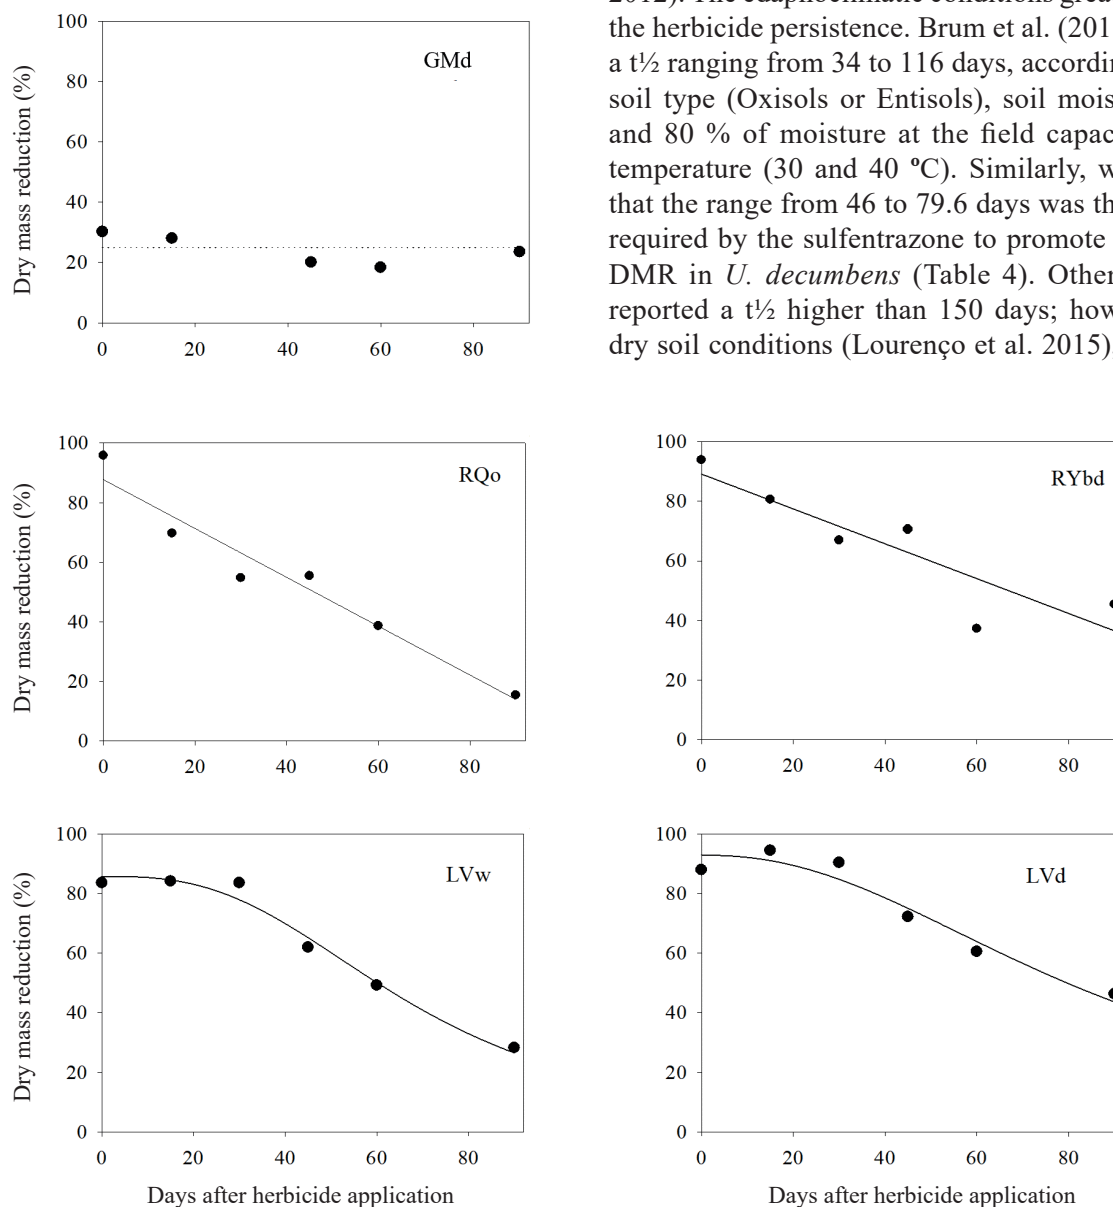 Dry mass reduction (%)
100
80
60
40
20
0
GMd
0 20 40 60 80
2012). The edaphoclimatic conditions grea
the herbicide persistence. Brum et al. (201
a t½ ranging from 34 to 116 days, accordin
soil type (Oxisols or Entisols), soil mois
and 80 % of moisture at the field capac
temperature (30 and 40 ºC). Similarly, w
that the range from 46 to 79.6 days was th
required by the sulfentrazone to promote
DMR in U. decumbens (Table 4). Other
reported a t½ higher than 150 days; how
dry soil conditions (Lourenço et al. 2015)
Dry mass reduction (%)
100
80
60
40
20
0
RQo
0 20 40 60 80
100
80
60
40
20
0
RYbd
0 20 40 60 80
Dry mass reduction (%)
100
80
60
40
20
0
LVw
0 20 40 60 80
Days after herbicide application
100
80
60
40
20
0
LVd
0 20 40 60 80
Days after herbicide application